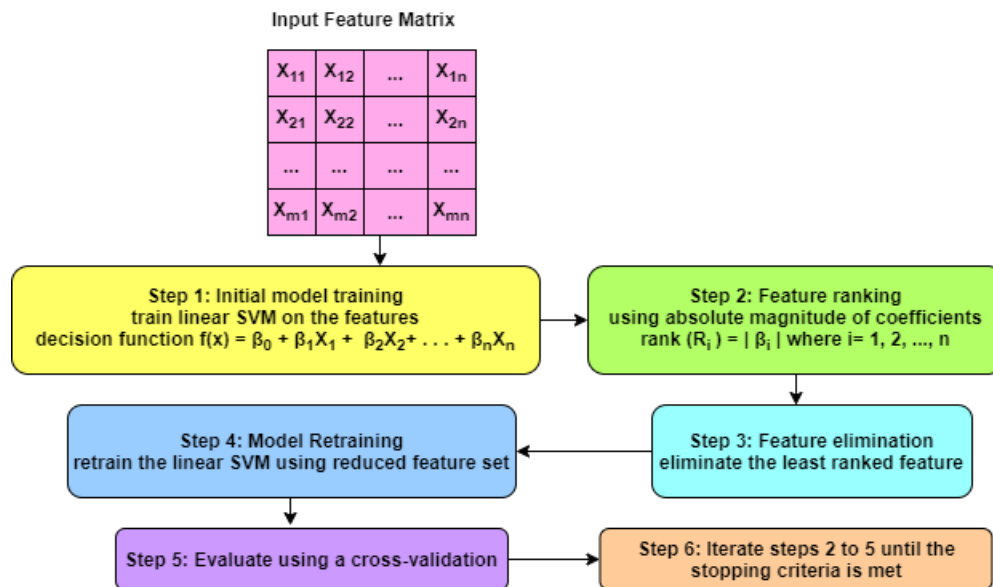 Input Feature Matrix
X11 X12 ... X1n
X21 X22 ... X2n
... ... ... ...
Xm1 Xm2 ... Xmn
Step 1: Initial model training
train linear SVM on the features
decision function f(x) = β0 + β1X1 + β2X2+ . . . + βnXn
Step 2: Feature ranking
using absolute magnitude of coefficients
rank (Ri ) = | βi | where i= 1, 2, ..., n
Step 3: Feature elimination
eliminate the least ranked feature
Step 4: Model Retraining
retrain the linear SVM using reduced feature set
Step 5: Evaluate using a cross-validation
Step 6: Iterate steps 2 to 5 until the
stopping criteria is met